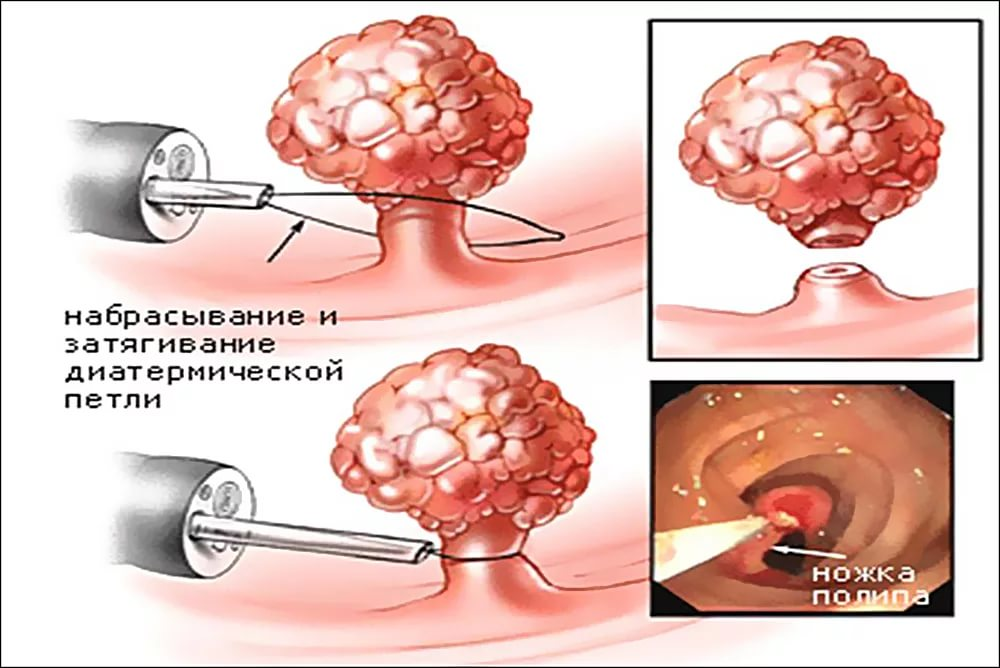 набрасывание и
затягивание
диатермической
петли
ножка
полипа